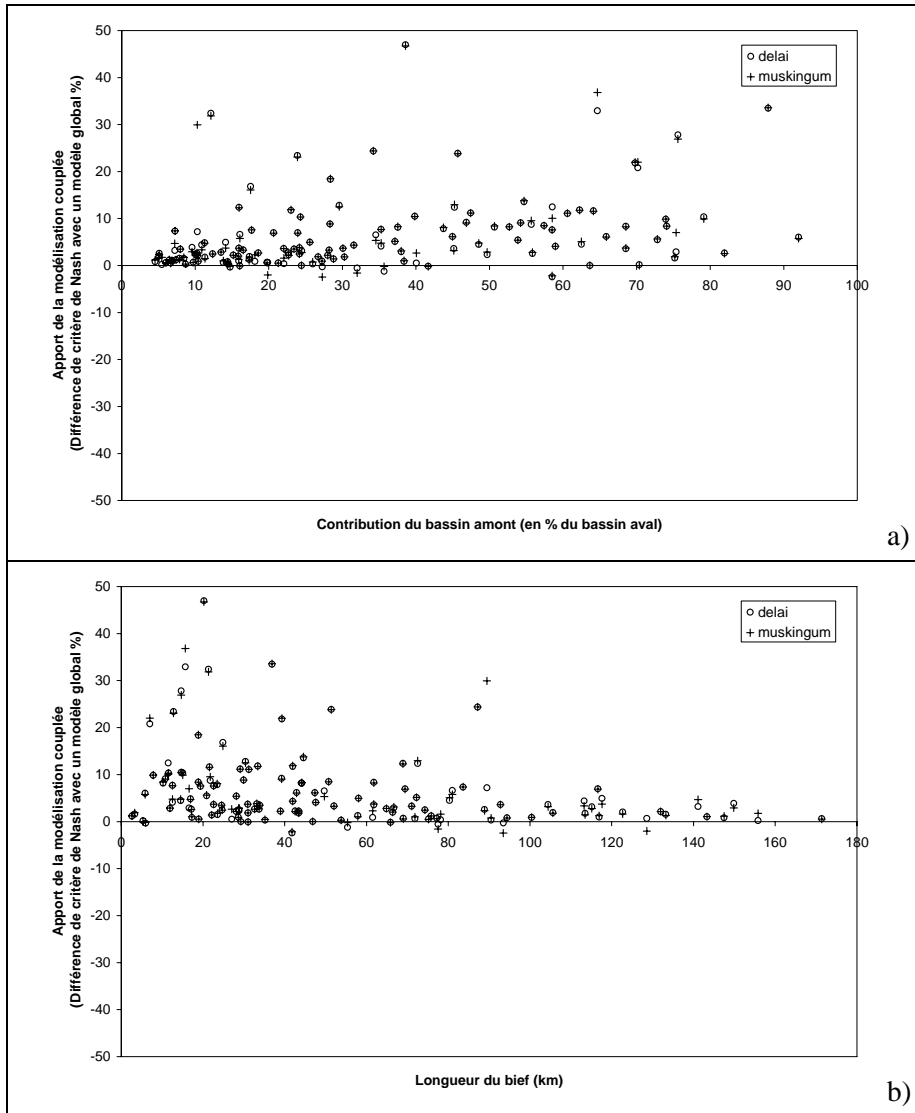 50
40
30
20
10
0
-10
-20
-30
-40
-50
0 10 20 30 40 50 60 70 80 90 100
Apport de la modélisation couplée
(Différence de critère de Nash avec un modèle global %)
Contribution du bassin amont (en % du bassin aval)
delai
muskingum
a)
50
40
30
20
10
0
-10
-20
-30
-40
-50
0 20 40 60 80 100 120 140 160 180
Apport de la modélisation couplée
(Différence de critère de Nash avec un modèle global %)
Longueur du bief (km)
delai
muskingum
b)